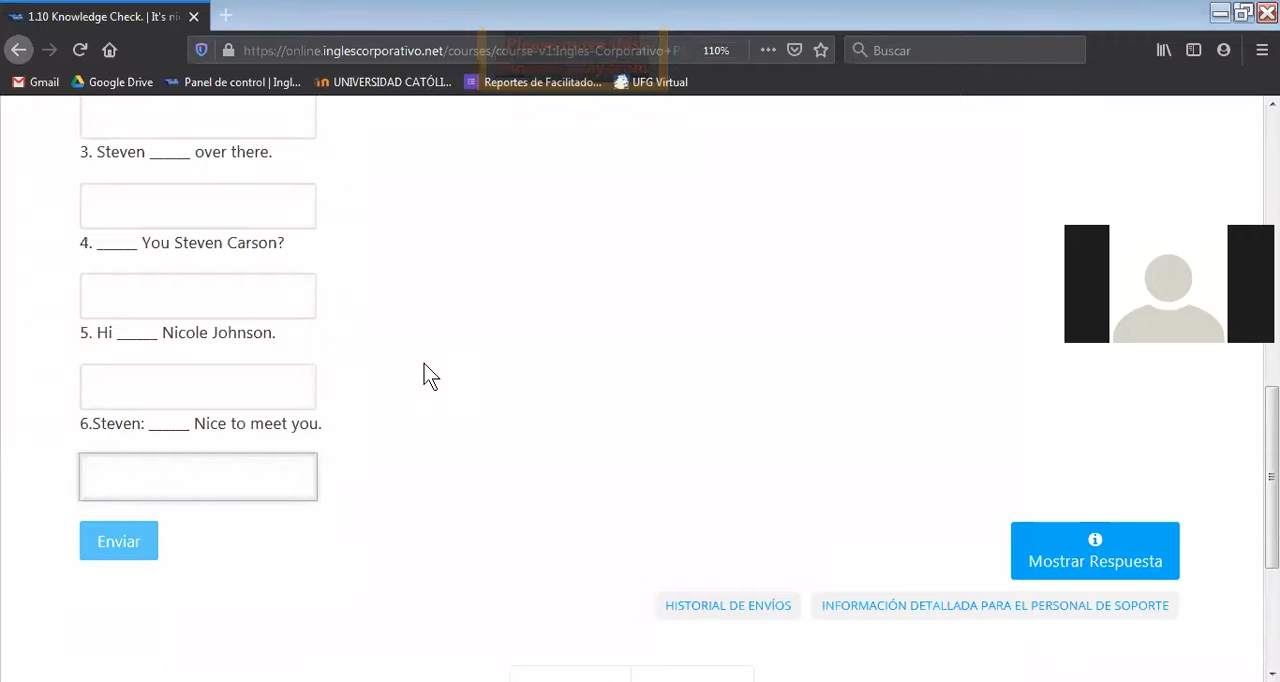 1.10 Knowledge Check. | It's ni
https://online.inglescorporativo.net/courses/course-v1:Ingles-Corporativo+P
110%
Buscar
Gmail
Google Drive
Panel de control | Ingl...
UNIVERSIDAD CATÓLI...
Reportes de Facilitado...
UFG Virtual
3. Steven _____ over there.
4. _____ You Steven Carson?
5. Hi _____ Nicole Johnson.
6.Steven: _____ Nice to meet you.
Enviar
Mostrar Respuesta
HISTORIAL DE ENVÍOS
INFORMACIÓN DETALLADA PARA EL PERSONAL DE SOPORTE